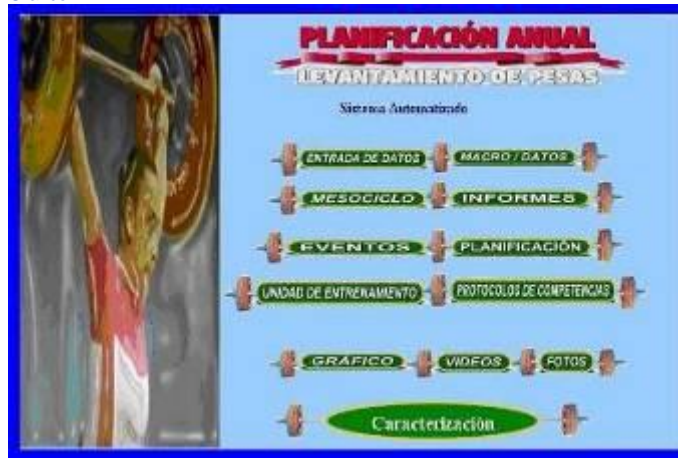 PLANIFICACIÓN ANUAL
LEVANTAMIENTO DE PESAS
Sistema Automatizado
ENTRADA DE DATOS MACRO / DATOS
MESOCICLO INFORMES
EVENTOS PLANIFICACIÓN
UNIDAD DE ENTRENAMIENTO PROTOCOLOS DE COMPETENCIAS
GRÁFICO VIDEOS FOTOS
Caracterización